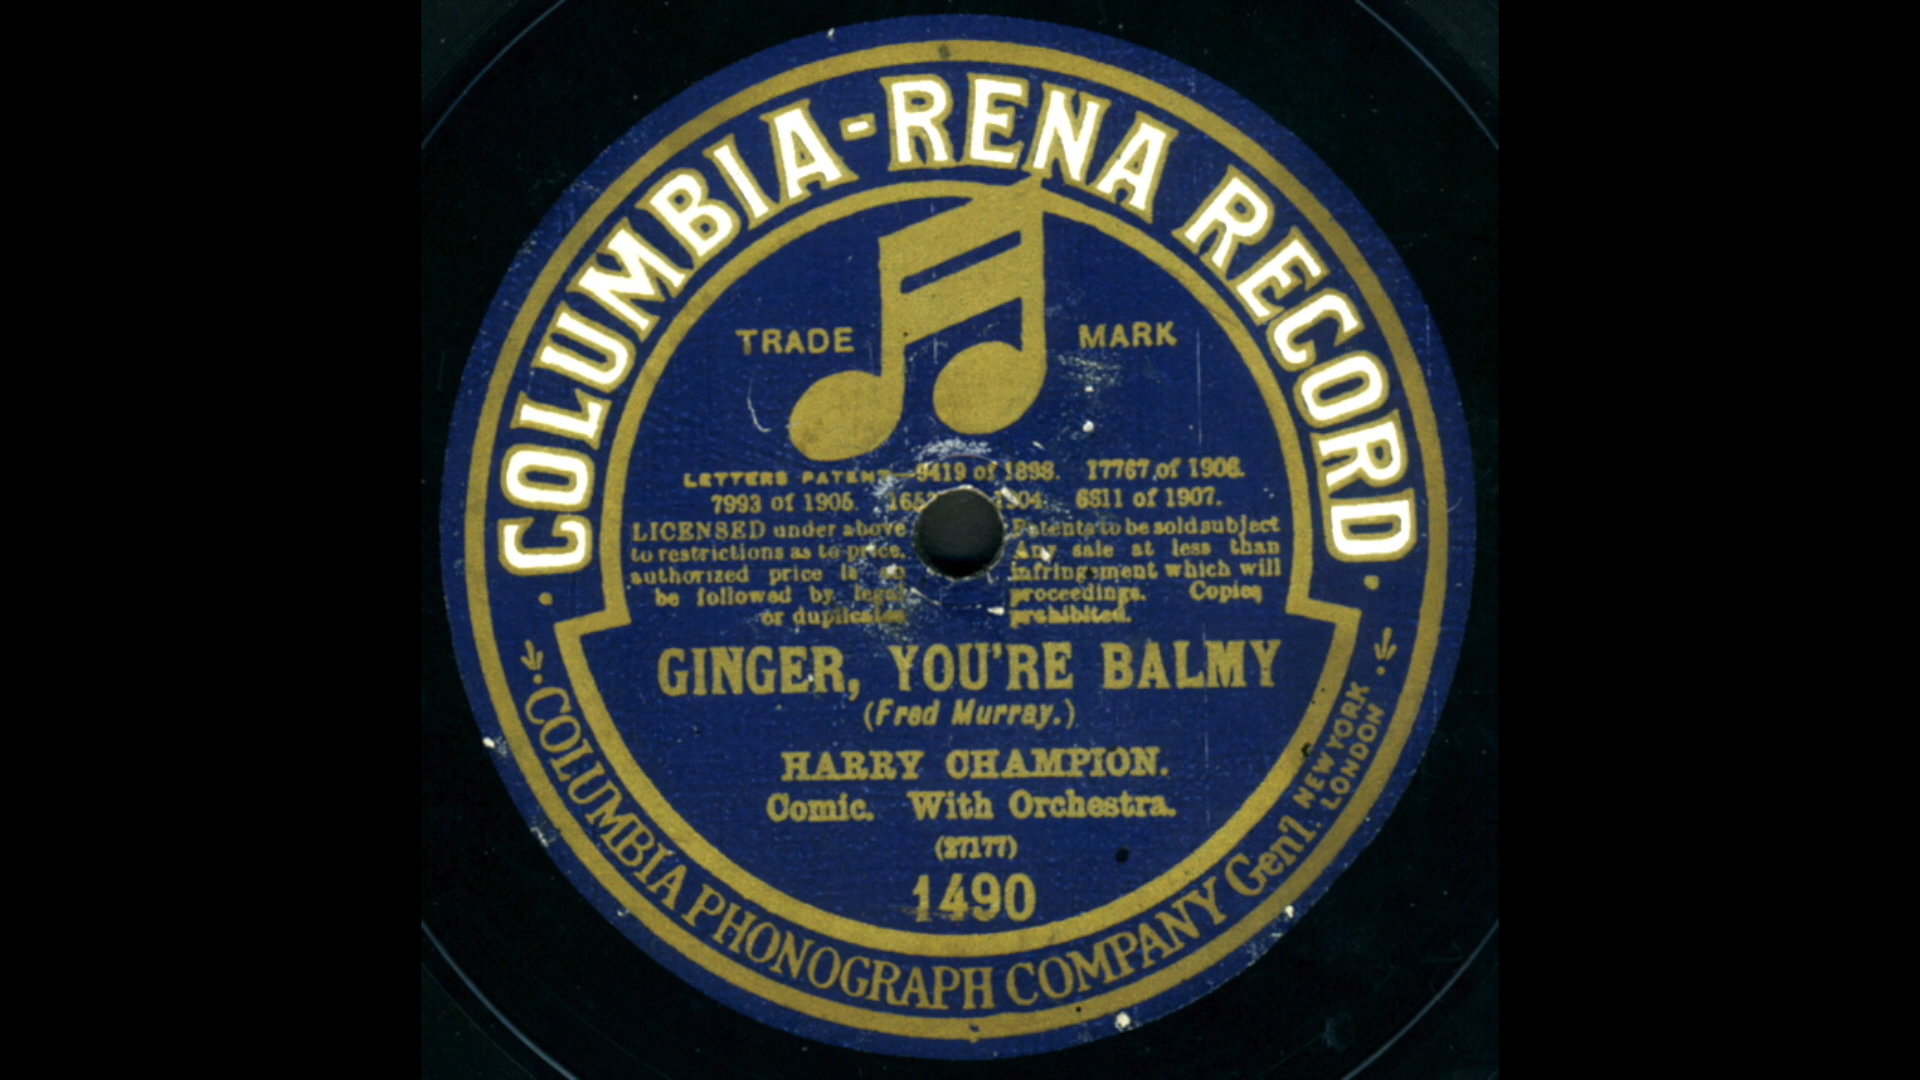 COLUMBIA-RENA RECORD
TRADE MARK
LETTERS PATENT—9419 of 1898. 17767 of 1908.
7993 of 1905. 1904. 6811 of 1907.
LICENSED under above Patents to be sold subject
to restrictions as to price. Any sale at less than
authorized price is an infringement which will
be followed by legal proceedings. Copies
or duplicates prohibited.
GINGER, YOU'RE BALMY
(Fred Murray.)
HARRY CHAMPION.
Comic. With Orchestra.
(27177)
1490
COLUMBIA PHONOGRAPH COMPANY Gen'l.
NEW YORK
LONDON